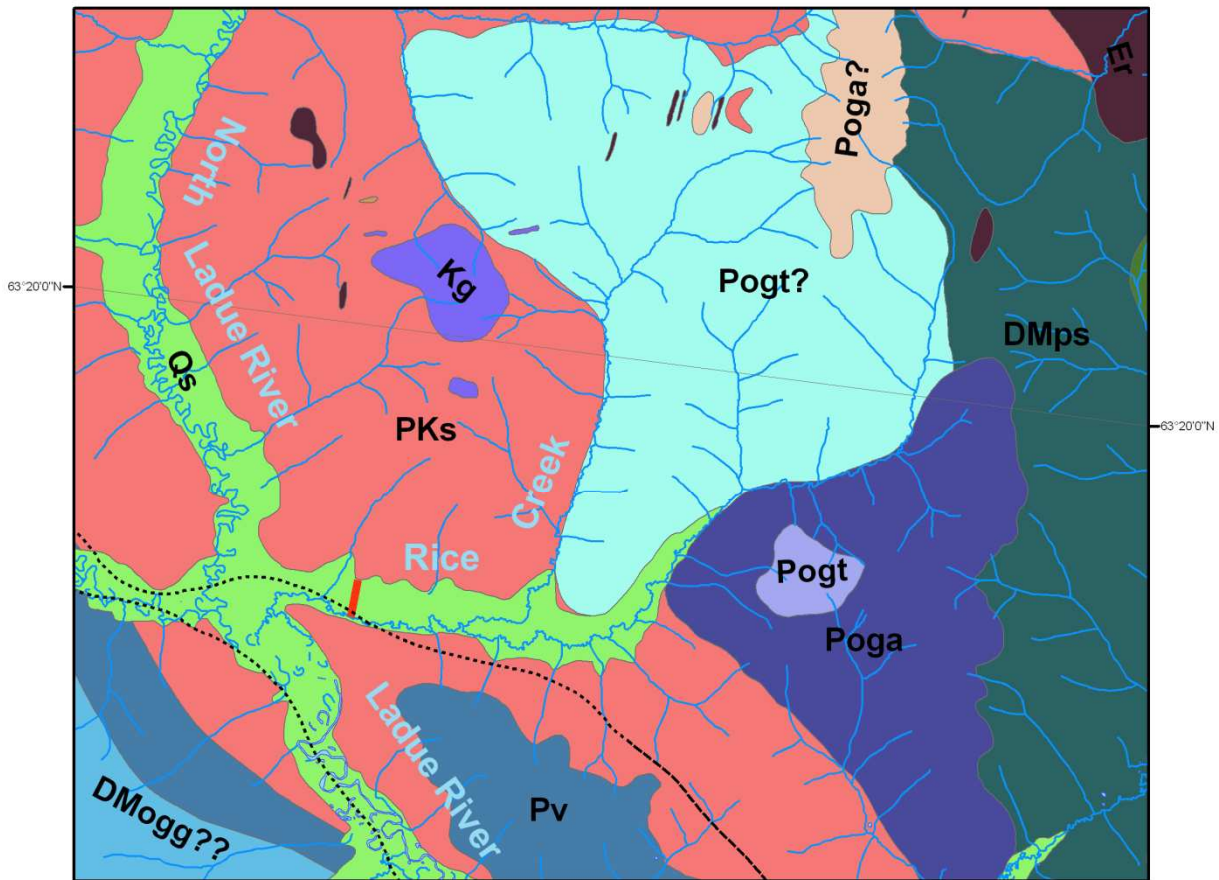 Er
Poga?
North
Kg
Pogt?
63°20'0"N
Ladue River
DMps
Qs
PKs
63°20'0"N
Creek
Rice
Pogt
Poga
Ladue River
Pv
DMogg??